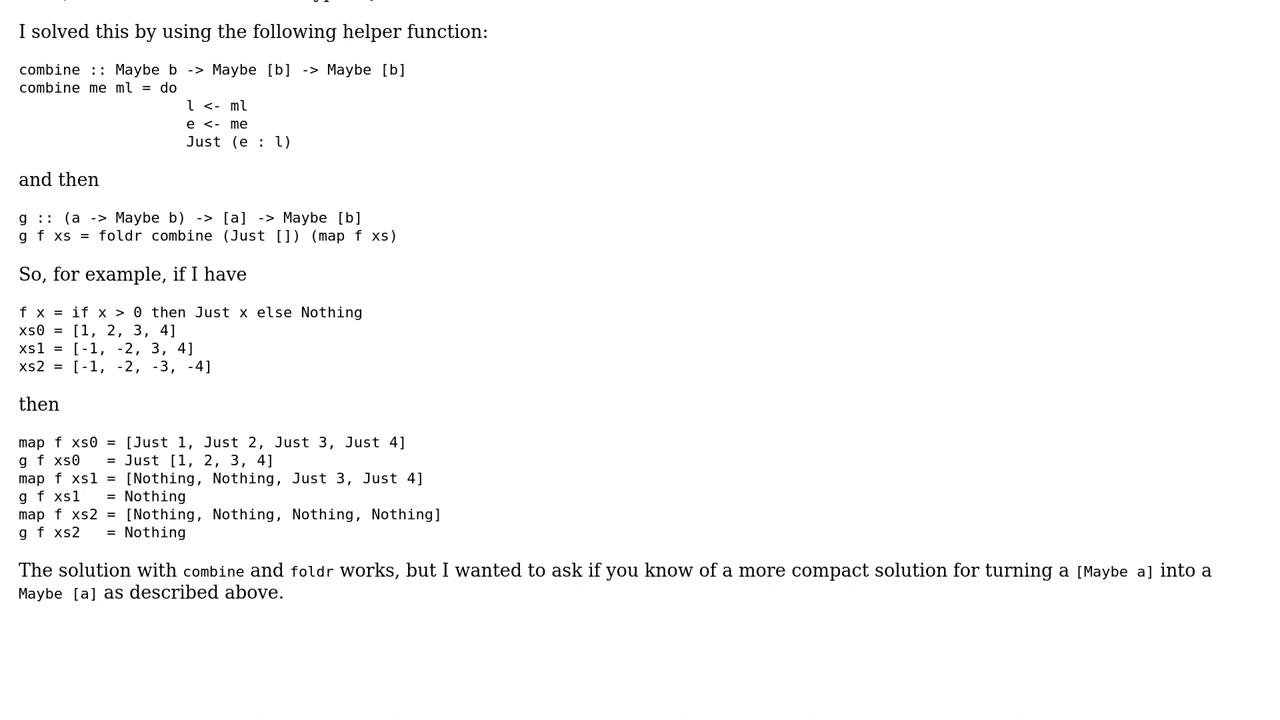 I solved this by using the following helper function:
combine :: Maybe b -> Maybe [b] -> Maybe [b]
combine me ml = do
                   l <- ml
                   e <- me
                   Just (e : l)
and then
g :: (a -> Maybe b) -> [a] -> Maybe [b]
g f xs = foldr combine (Just []) (map f xs)
So, for example, if I have
f x = if x > 0 then Just x else Nothing
xs0 = [1, 2, 3, 4]
xs1 = [-1, -2, 3, 4]
xs2 = [-1, -2, -3, -4]
then
map f xs0 = [Just 1, Just 2, Just 3, Just 4]
g f xs0   = Just [1, 2, 3, 4]
map f xs1 = [Nothing, Nothing, Just 3, Just 4]
g f xs1   = Nothing
map f xs2 = [Nothing, Nothing, Nothing, Nothing]
g f xs2   = Nothing
The solution with combine and foldr works, but I wanted to ask if you know of a more compact solution for turning a [Maybe a] into a
Maybe [a] as described above.